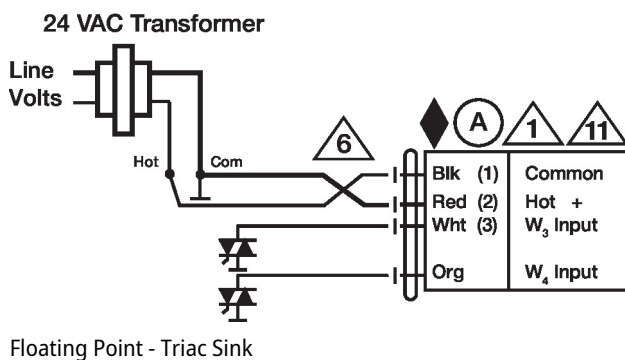 24 VAC Transformer
Line
Volts
Hot
Com
6
A
1
11
Blk (1) Common
Red (2) Hot +
Wht (3) W₃ Input
Org W₄ Input
Floating Point - Triac Sink